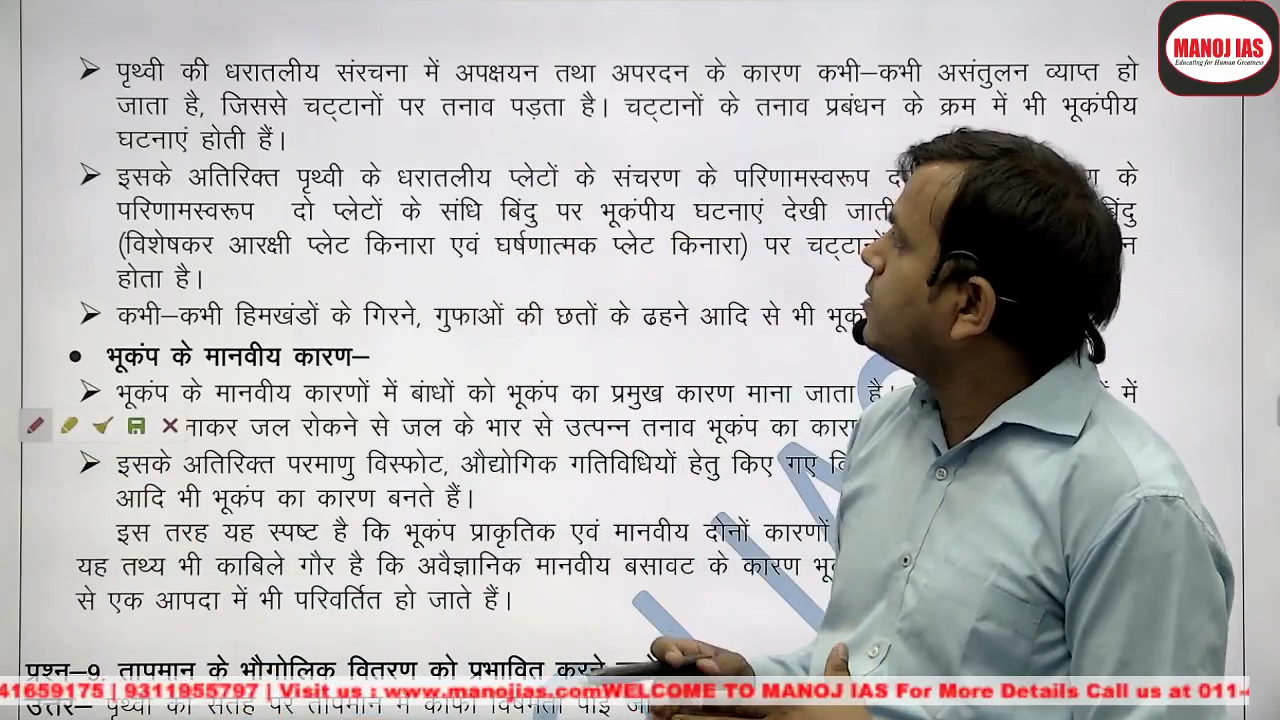 MANOJ IAS
Educating for Human Greatness
➢ पृथ्वी की धरातलीय संरचना में अपक्षयन तथा अपरदन के कारण कभी–कभी असंतुलन व्याप्त हो
जाता है, जिससे चट्टानों पर तनाव पड़ता है। चट्टानों के तनाव प्रबंधन के क्रम में भी भूकंपीय
घटनाएं होती हैं।
➢ इसके अतिरिक्त पृथ्वी के धरातलीय प्लेटों के संचरण के परिणामस्वरूप के
परिणामस्वरूप दो प्लेटों के संधि बिंदु पर भूकंपीय घटनाएं देखी जाती
(विशेषकर आरक्षी प्लेट किनारा एवं घर्षणात्मक प्लेट किनारा) पर
होता है।
➢ कभी–कभी हिमखंडों के गिरने, गुफाओं की छतों के ढहने आदि से भी
• भूकंप के मानवीय कारण–
➢ भूकंप के मानवीय कारणों में बांधों को भूकंप का प्रमुख कारण माना जाता है। में
जल रोकने से जल के भार से उत्पन्न तनाव भूकंप का
➢ इसके अतिरिक्त परमाणु विस्फोट, औद्योगिक गतिविधियों हेतु किए गए
आदि भी भूकंप का कारण बनते हैं।
इस तरह यह स्पष्ट है कि भूकंप प्राकृतिक एवं मानवीय दोनों कारणों
यह तथ्य भी काबिले गौर है कि अवैज्ञानिक मानवीय बसावट के कारण
से एक आपदा में भी परिवर्तित हो जाते हैं।
प्रश्न–9. तापमान के भौगोलिक वितरण को प्रभावित करने
41659175 | 9311955797 | Visit us : www.manojias.comWELCOME TO MANOJ IAS For More Details Call us at 011-
उत्तर– पृथ्वी की सतह पर तापमान में काफी विषमता पाई